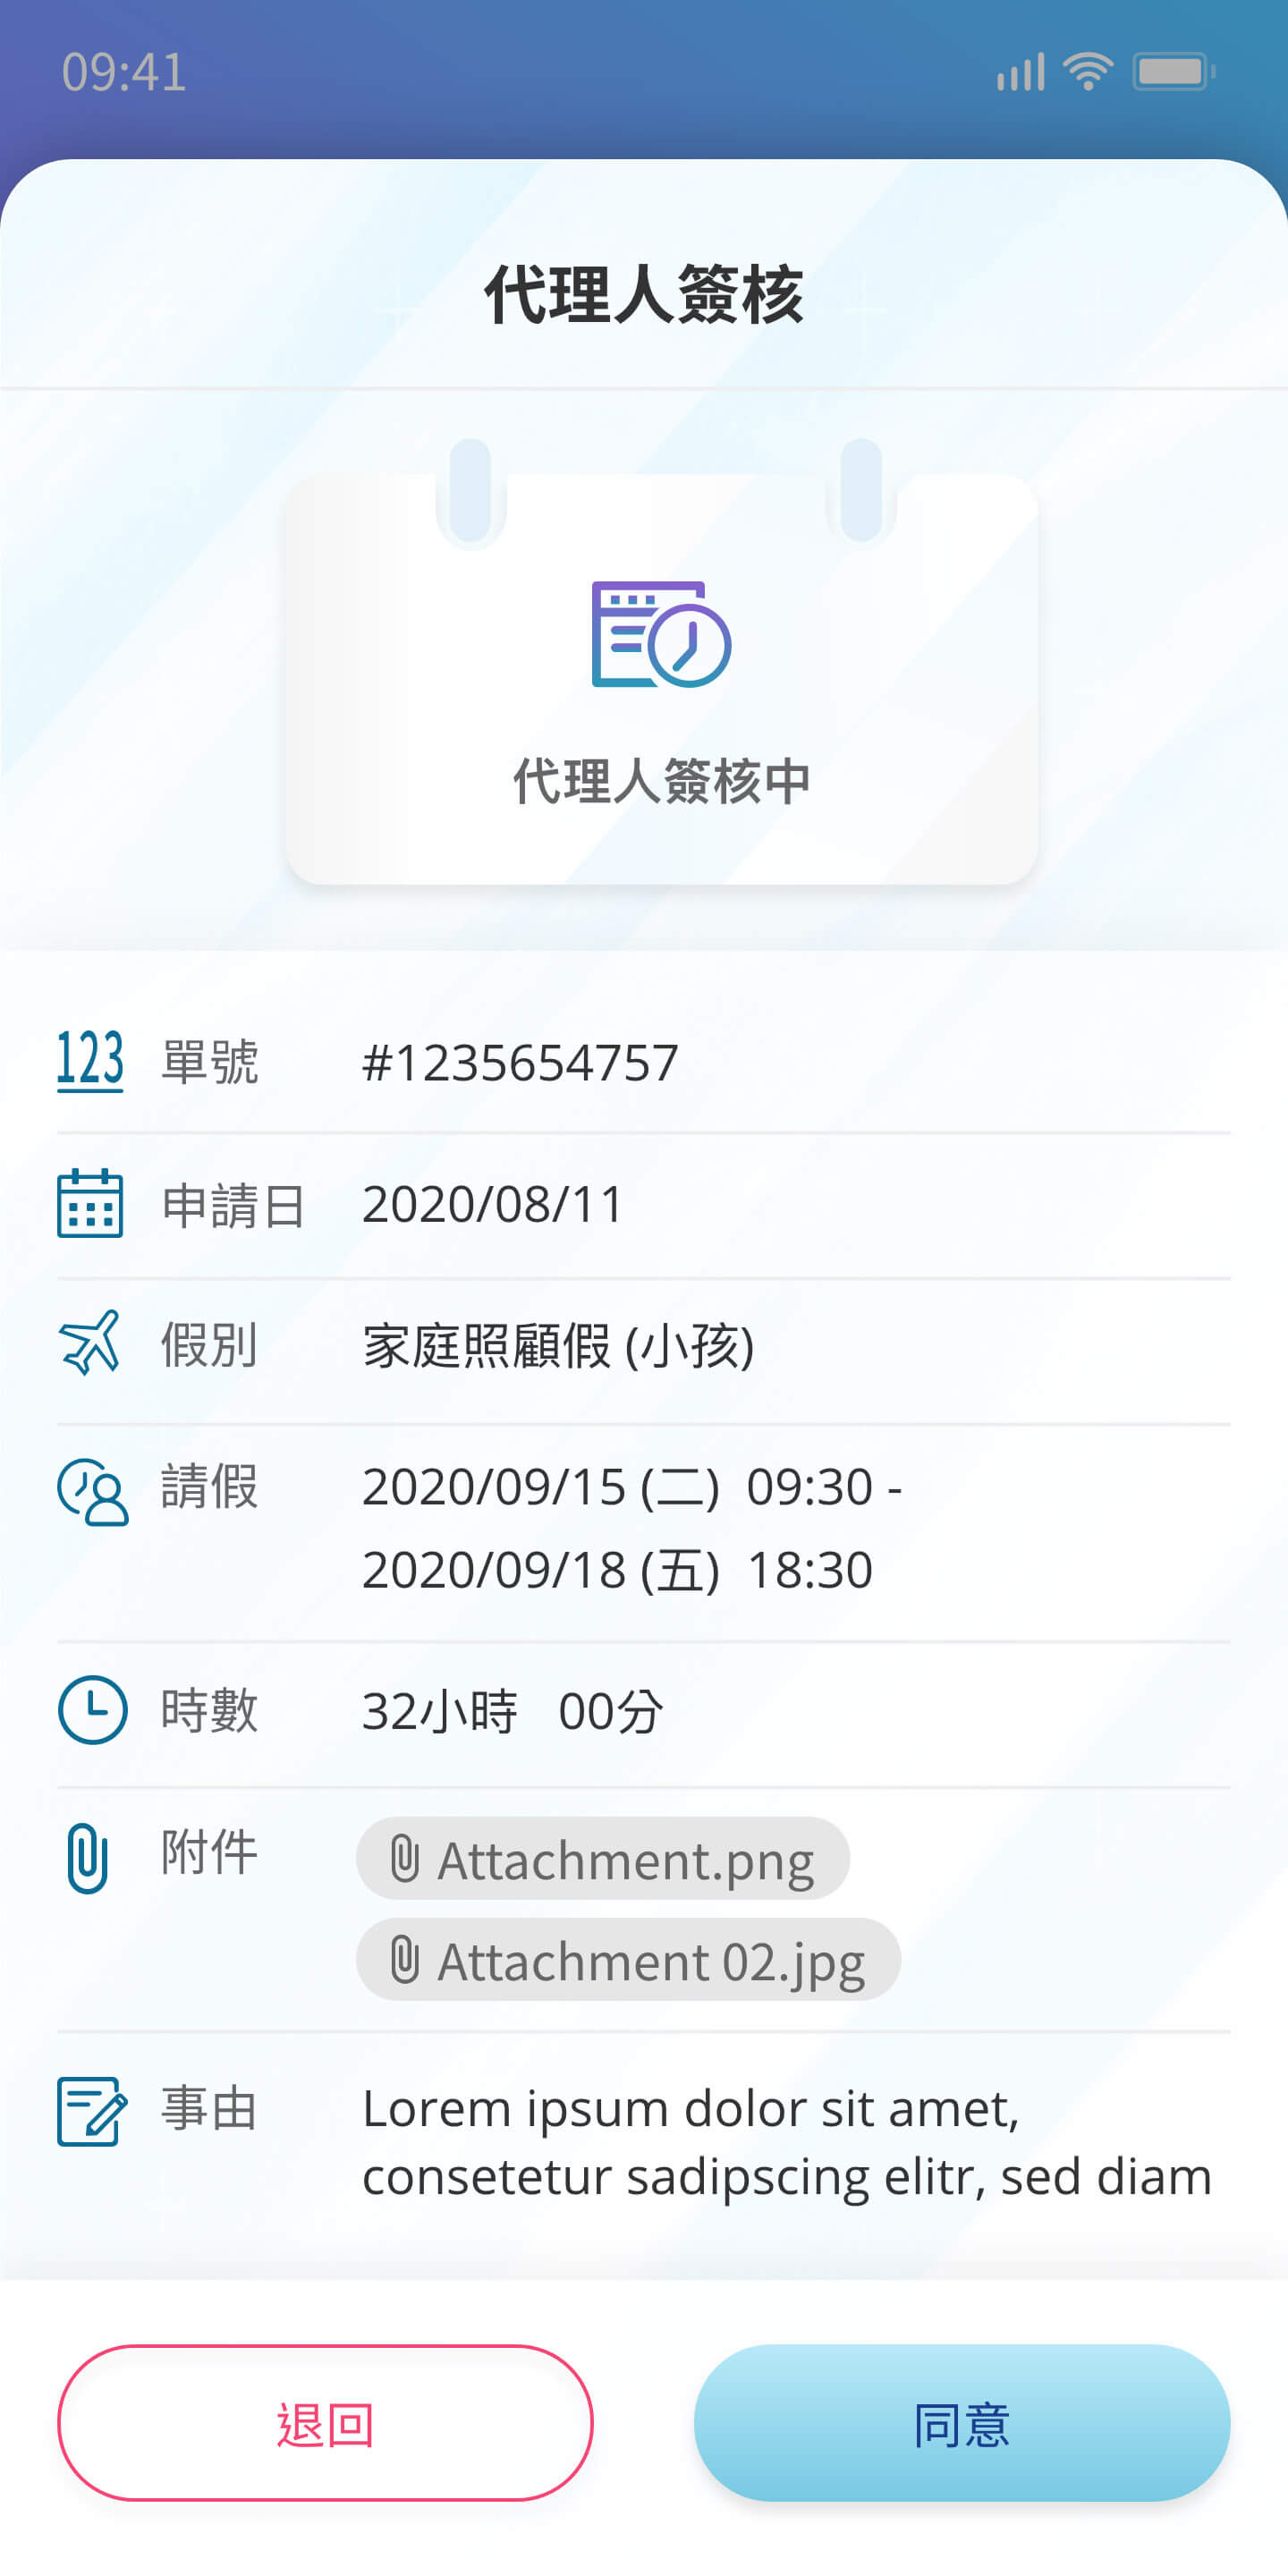 09:41
代理人簽核
代理人簽核中
123 單號 #1235654757
申請日 2020/08/11
假別 家庭照顧假 (小孩)
請假 2020/09/15 (二) 09:30 -
2020/09/18 (五) 18:30
時數 32小時 00分
附件 Attachment.png
Attachment 02.jpg
事由 Lorem ipsum dolor sit amet,
consetetur sadipscing elitr, sed diam
退回 同意